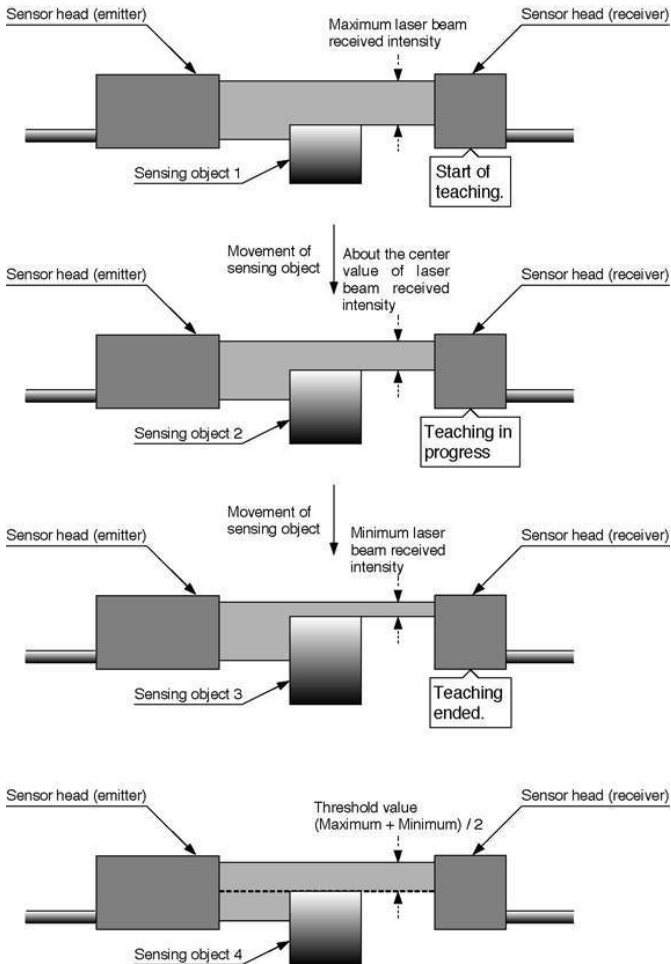 Sensor head (emitter)
Maximum laser beam
received intensity
Sensor head (receiver)
Sensing object 1
Start of
teaching.
Movement of
sensing object
About the center
value of laser
beam received
intensity
Sensor head (emitter)
Sensor head (receiver)
Sensing object 2
Teaching in
progress
Movement of
sensing object
Minimum laser
beam received
intensity
Sensor head (emitter)
Sensor head (receiver)
Sensing object 3
Teaching
ended.
Sensor head (emitter)
Threshold value
(Maximum + Minimum) / 2
Sensor head (receiver)
Sensing object 4